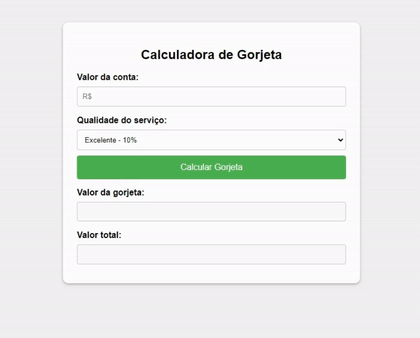 Calculadora de Gorjeta
Valor da conta:
R$
Qualidade do serviço:
Excelente - 10%
Calcular Gorjeta
Valor da gorjeta:
Valor total: